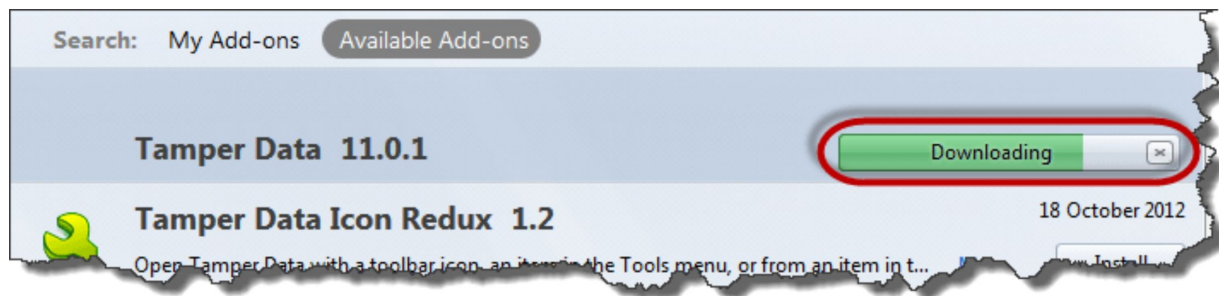 Search: My Add-ons Available Add-ons
Tamper Data 11.0.1
Downloading
Tamper Data Icon Redux 1.2
18 October 2012
Open Tamper Data with a toolbar icon, an item in the Tools menu, or from an item in t...
Install